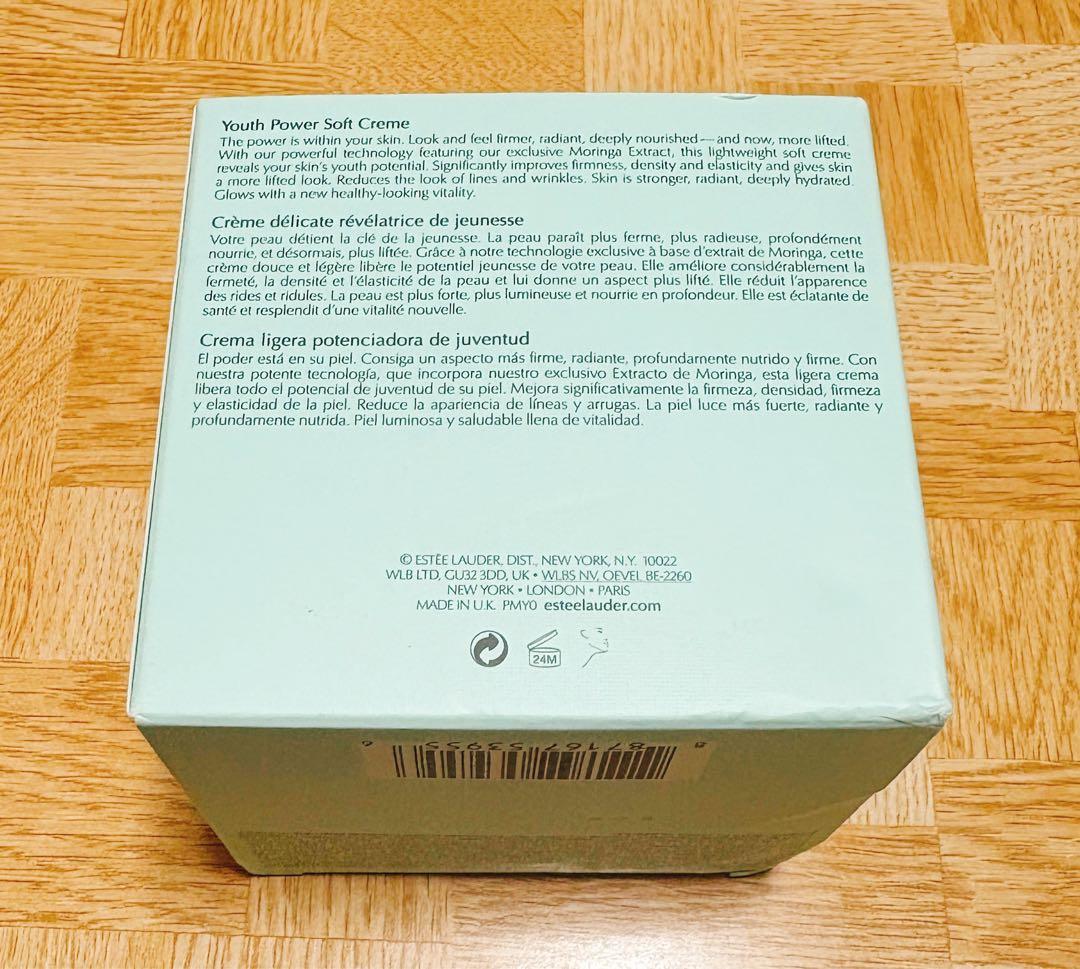 Youth Power Soft Creme
The power is within your skin. Look and feel firmer, radiant, deeply nourished—and now, more lifted.
With our powerful technology featuring our exclusive Moringa Extract, this lightweight soft creme
reveals your skin's youth potential. Significantly improves firmness, density and elasticity and gives skin
a more lifted look. Reduces the look of lines and wrinkles. Skin is stronger, radiant, deeply hydrated.
Glows with a new healthy-looking vitality.
Crème délicate révélatrice de jeunesse
Votre peau détient la clé de la jeunesse. La peau paraît plus ferme, plus radieuse, profondément
nourrie, et désormais, plus liftée. Grâce à notre technologie exclusive à base d'extrait de Moringa, cette
crème douce et légère libère le potentiel jeunesse de votre peau. Elle améliore considérablement la
fermeté, la densité et l'élasticité de la peau et lui donne un aspect plus lifté. Elle réduit l'apparence
des rides et ridules. La peau est plus forte, plus lumineuse et nourrie en profondeur. Elle est éclatante de
santé et resplendit d'une vitalité nouvelle.
Crema ligera potenciadora de juventud
El poder está en su piel. Consiga un aspecto más firme, radiante, profundamente nutrido y firme. Con
nuestra potente tecnología, que incorpora nuestro exclusivo Extracto de Moringa, esta ligera crema
libera todo el potencial de juventud de su piel. Mejora significativamente la firmeza, densidad, firmeza
y elasticidad de la piel. Reduce la apariencia de líneas y arrugas. La piel luce más fuerte, radiante y
profundamente nutrida. Piel luminosa y saludable llena de vitalidad.
© ESTÉE LAUDER, DIST., NEW YORK, N.Y. 10022
WLB LTD, GU32 3DD, UK • WLBS NV, OEVEL BE-2260
NEW YORK • LONDON • PARIS
MADE IN U.K. PMY0 esteelauder.com
24M